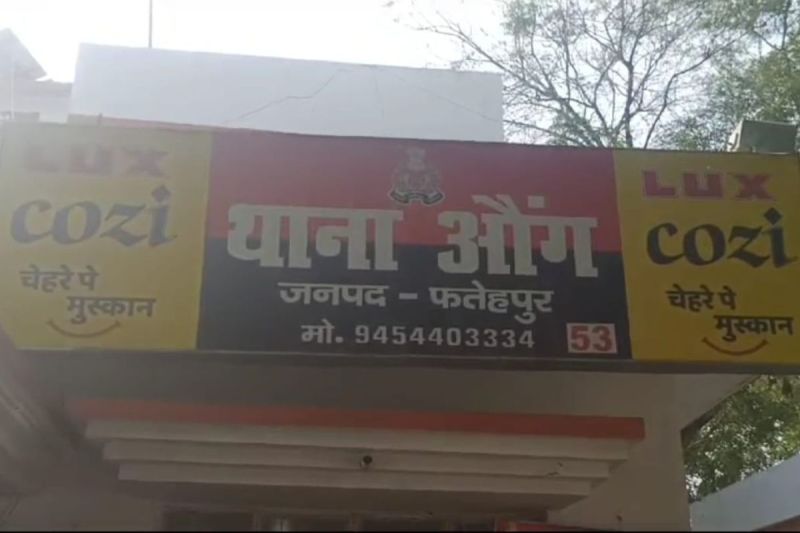 LUX
cozi
चेहरे पे
मुस्कान
थाना औंग
जनपद - फतेहपुर
मो. 9454403334
53
LUX
cozi
चेहरे पे
मुस्कान